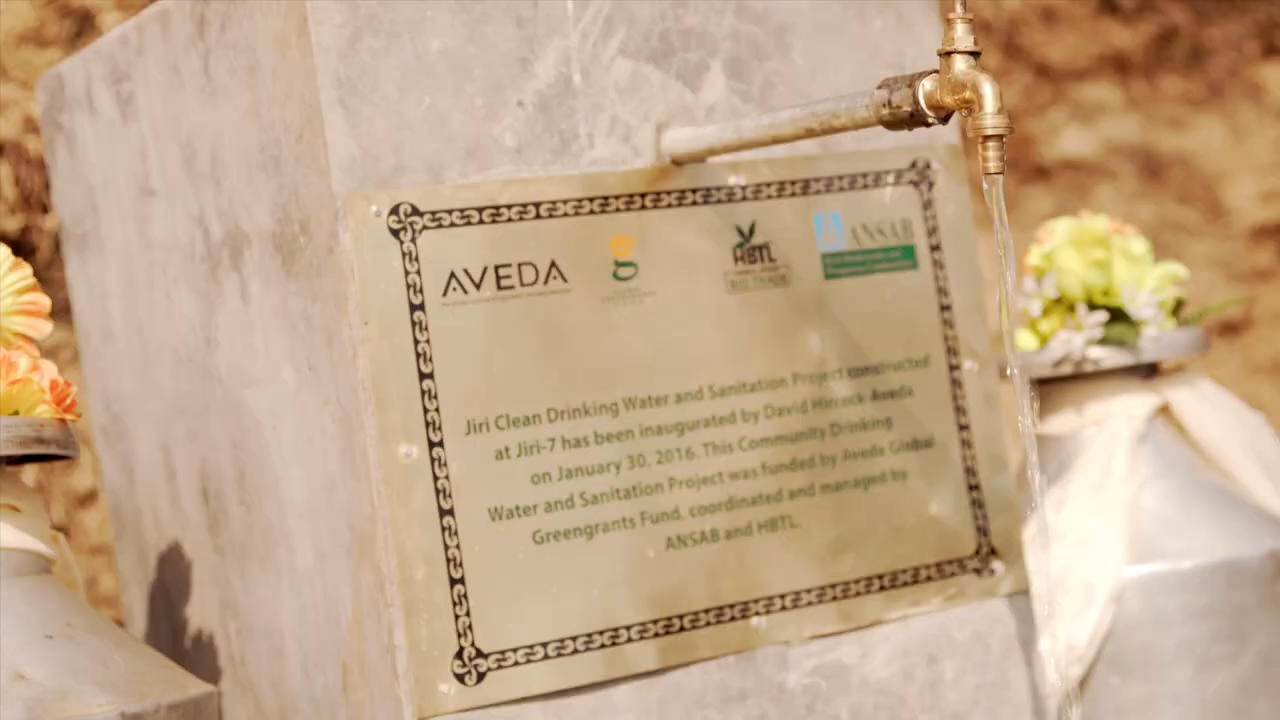 AVEDA
g
HBTL
ANSAB
Jiri Clean Drinking Water and Sanitation Project constructed
at Jiri-7 has been inaugurated by David Hircock-Aveda
on January 30, 2016. This Community Drinking
Water and Sanitation Project was funded by Aveda Global
Greengrants Fund, coordinated and managed by
ANSAB and HBTL.